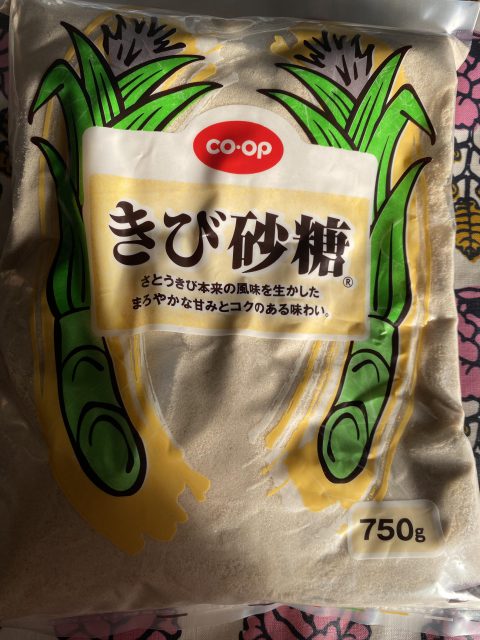 co·op
きび砂糖®
さとうきび本来の風味を生かした
まろやかな甘みとコクのある味わい。
750g